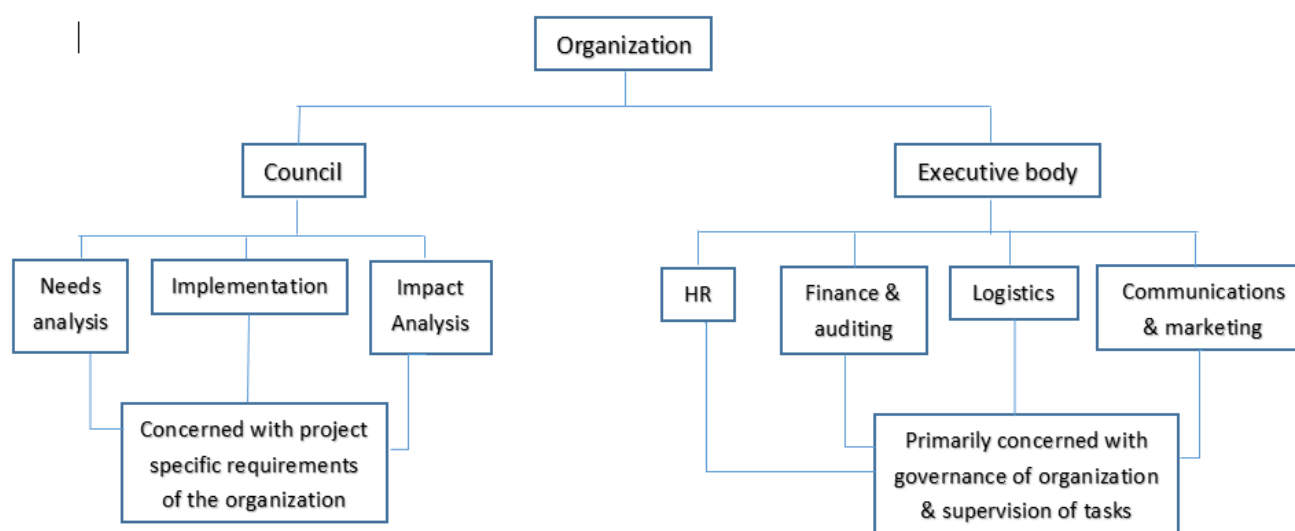 Organization
Council
Executive body
Needs
analysis
Implementation
Impact
Analysis
HR
Finance &
auditing
Logistics
Communications
& marketing
Concerned with project
specific requirements
of the organization
Primarily concerned with
governance of organization
& supervision of tasks